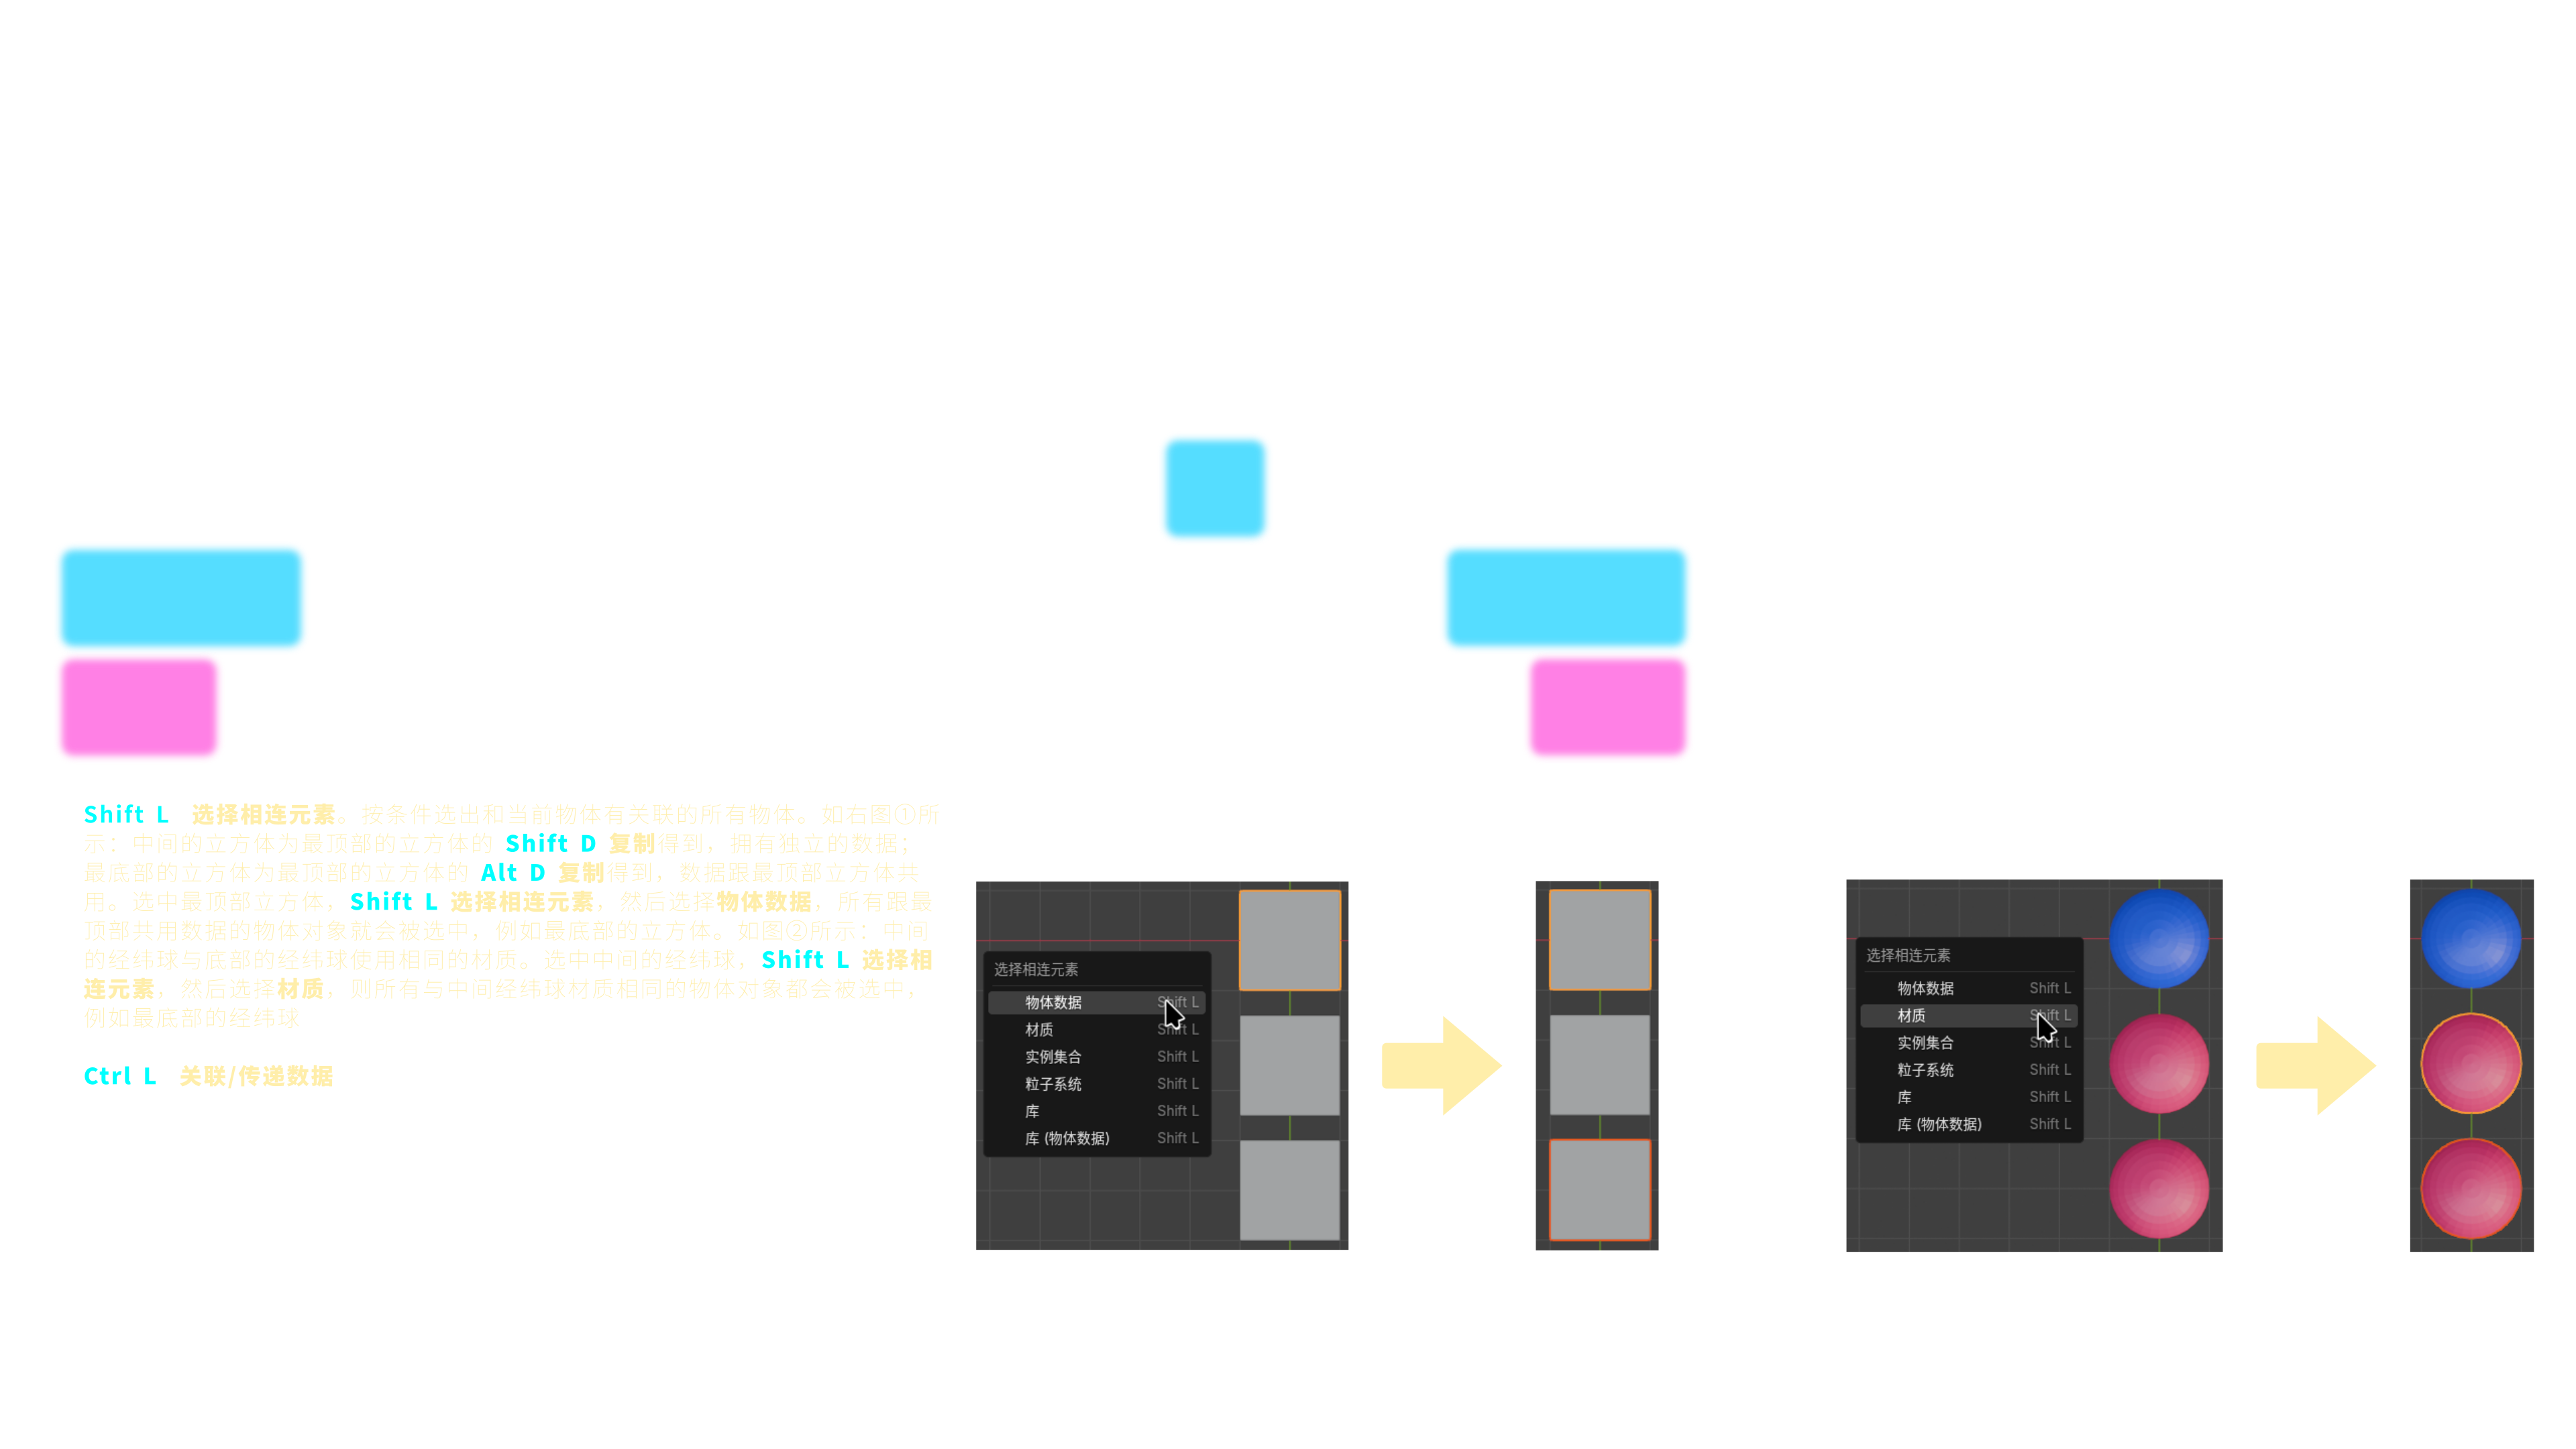 Shift L 选择相连元素。按条件选出和当前物体有关联的所有物体。如右图①所
示：中间的立方体为最顶部的立方体的 Shift D 复制得到，拥有独立的数据；
最底部的立方体为最顶部的立方体的 Alt D 复制得到，数据跟最顶部立方体共
用。选中最顶部立方体，Shift L 选择相连元素，然后选择物体数据，所有跟最
顶部共用数据的物体对象就会被选中，例如最底部的立方体。如图②所示：中间
的经纬球与底部的经纬球使用相同的材质。选中中间的经纬球，Shift L 选择相
连元素，然后选择材质，则所有与中间经纬球材质相同的物体对象都会被选中，
例如最底部的经纬球
Ctrl L 关联/传递数据
选择相连元素
物体数据 Shift L
材质 Shift L
实例集合 Shift L
粒子系统 Shift L
库 Shift L
库 (物体数据) Shift L
选择相连元素
物体数据 Shift L
材质 Shift L
实例集合 Shift L
粒子系统 Shift L
库 Shift L
库 (物体数据) Shift L